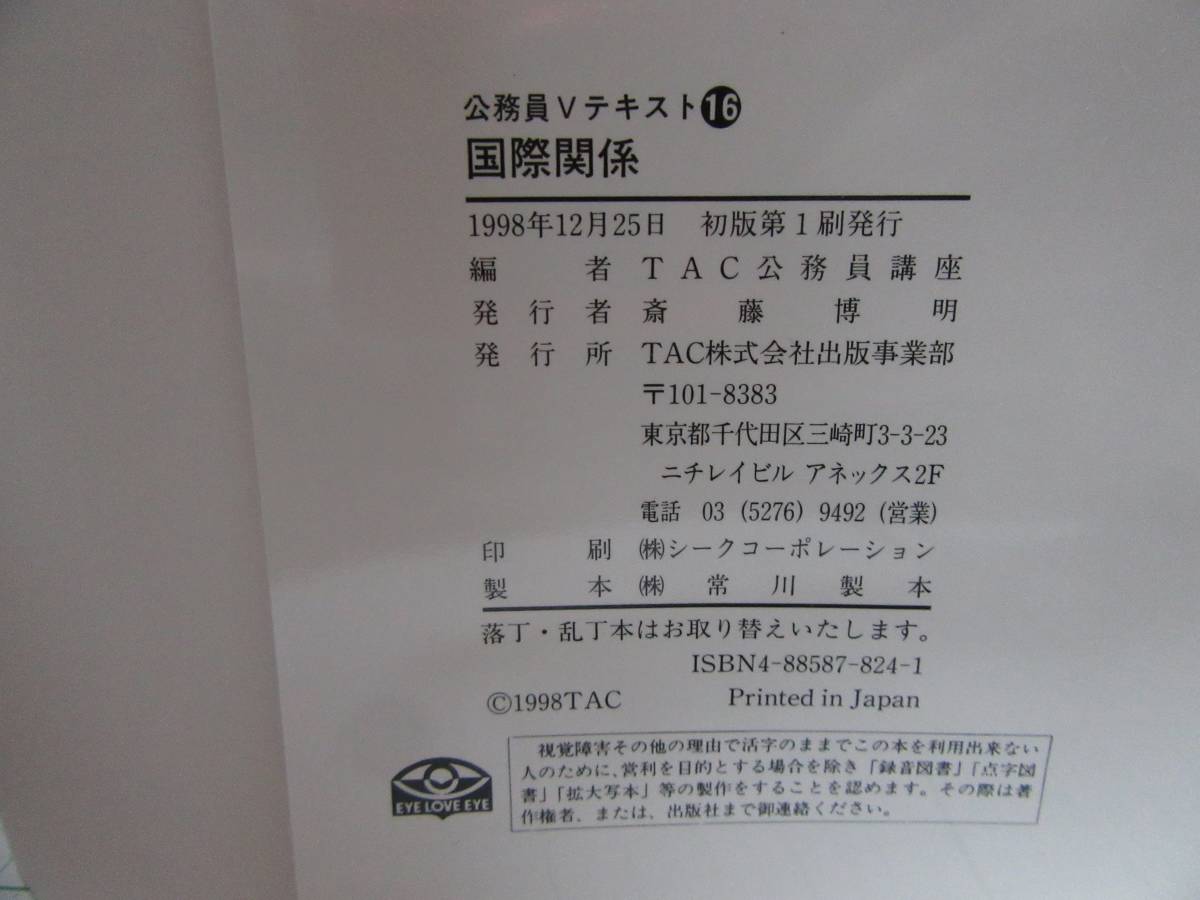 公務員Vテキスト16
国際関係
1998年12月25日　初版第1刷発行
編者　TAC公務員講座
発行者　斎藤博明
発行所　TAC株式会社出版事業部
〒101-8383
東京都千代田区三崎町3-3-23
ニチレイビル アネックス2F
電話 03 (5276) 9492 (営業)
印刷　㈱シークコーポレーション
製本　㈱常川製本
落丁・乱丁本はお取り替えいたします。
ISBN4-88587-824-1
©1998TAC　Printed in Japan
視覚障害その他の理由で活字のままでこの本を利用出来ない
人のために、営利を目的とする場合を除き「録音図書」「点字図
書」「拡大写本」等の製作をすることを認めます。その際は著
作権者、または、出版社まで御連絡ください。
EYE LOVE EYE